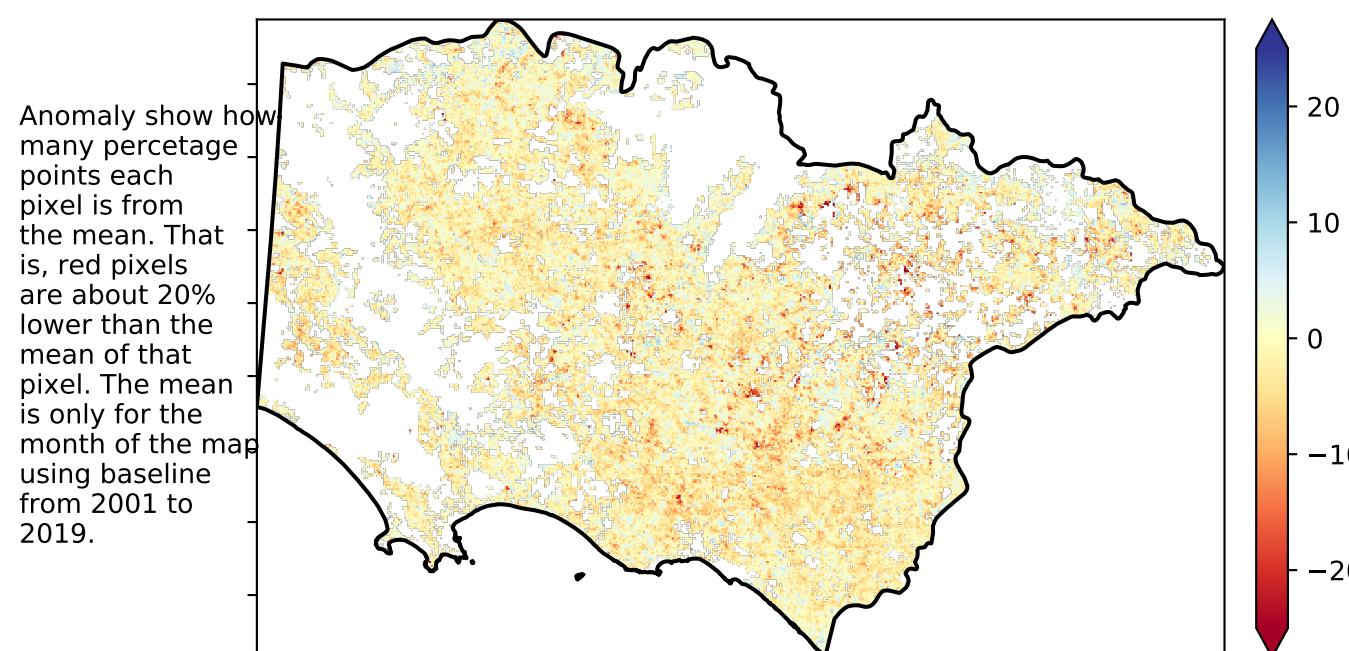 Anomaly show how
many percetage
points each
pixel is from
the mean. That
is, red pixels
are about 20%
lower than the
mean of that
pixel. The mean
is only for the
month of the map
using baseline
from 2001 to
2019.
20
10
0
−10
−20